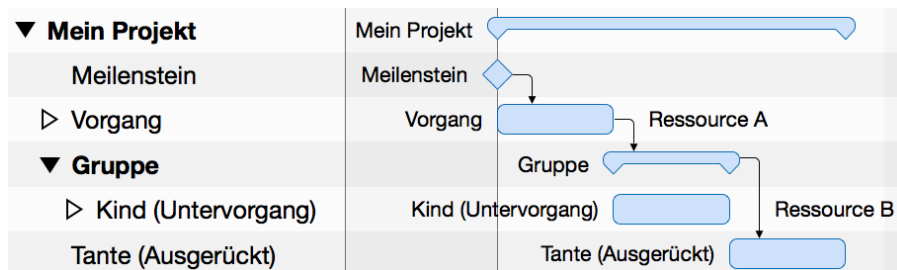 Mein Projekt Mein Projekt
Meilenstein Meilenstein
Vorgang Vorgang Ressource A
Gruppe Gruppe
Kind (Untervorgang) Kind (Untervorgang) Ressource B
Tante (Ausgerückt) Tante (Ausgerückt)